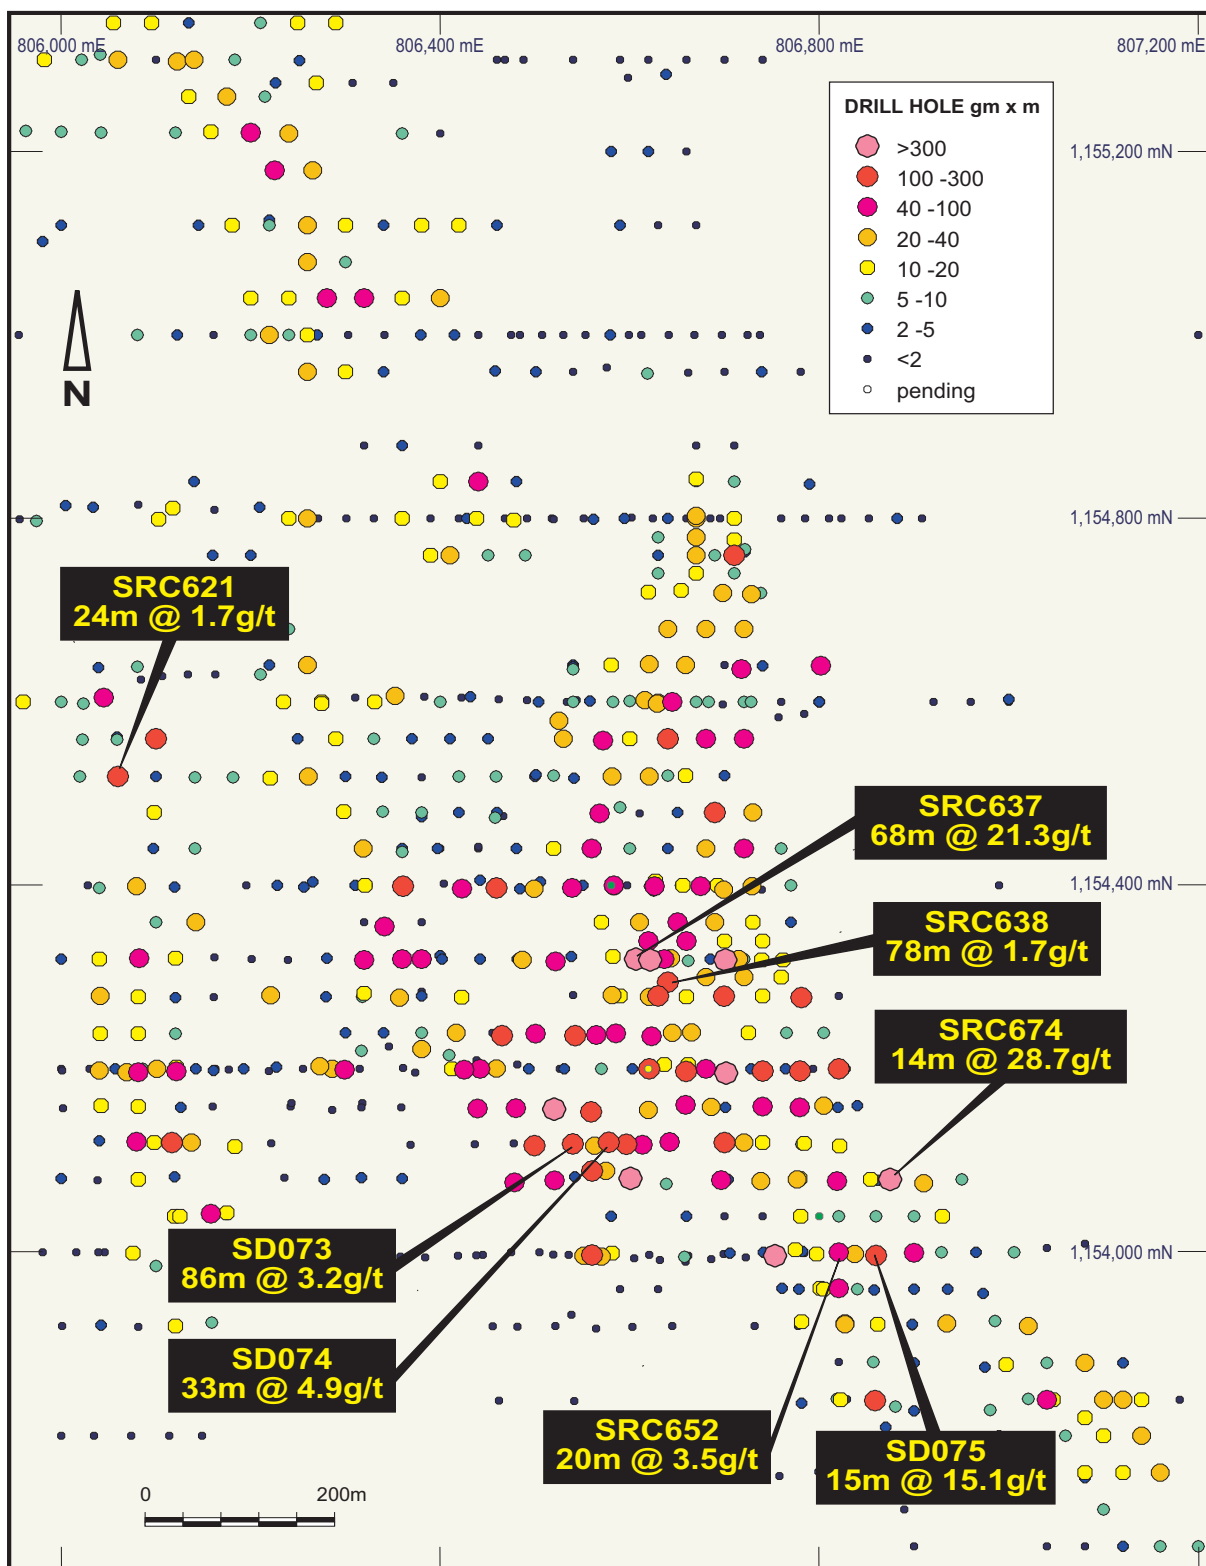 806,000 mE
806,400 mE
806,800 mE
807,200 mE
DRILL HOLE gm x m
>300
100 -300
40 -100
20 -40
10 -20
5 -10
2 -5
<2
pending
1,155,200 mN
N
1,154,800 mN
SRC621
24m @ 1.7g/t
SRC637
68m @ 21.3g/t
1,154,400 mN
SRC638
78m @ 1.7g/t
SRC674
14m @ 28.7g/t
SD073
86m @ 3.2g/t
1,154,000 mN
SD074
33m @ 4.9g/t
SRC652
20m @ 3.5g/t
SD075
15m @ 15.1g/t
0 200m